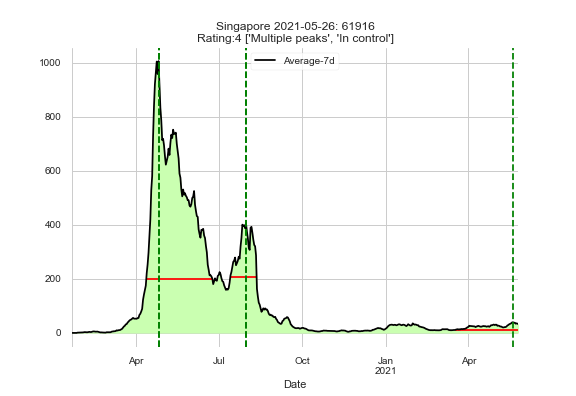 Singapore 2021-05-26: 61916
Rating:4 ['Multiple peaks', 'In control']
Average-7d
1000
800
600
400
200
0
Apr
Jul
Oct
Jan
2021
Apr
Date